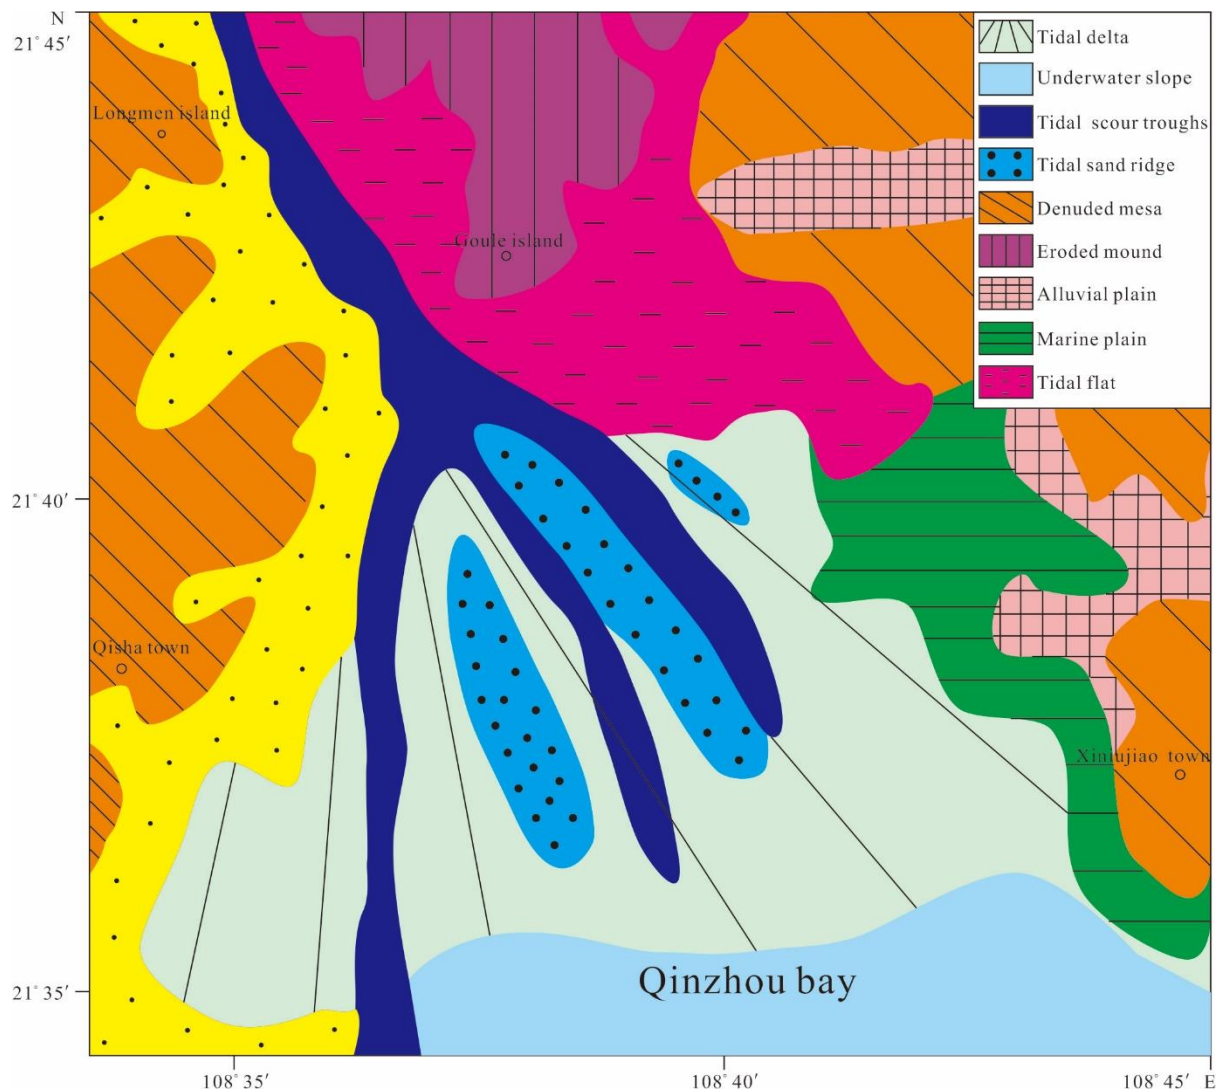 N
21°45′
Tidal delta
Underwater slope
Longmen island
Tidal scour troughs
Tidal sand ridge
Denuded mesa
Goule island
Eroded mound
Alluvial plain
Marine plain
Tidal flat
21°40′
Qisha town
Xiniujiao town
Qinzhou bay
21°35′
108°35′
108°40′
108°45′ E